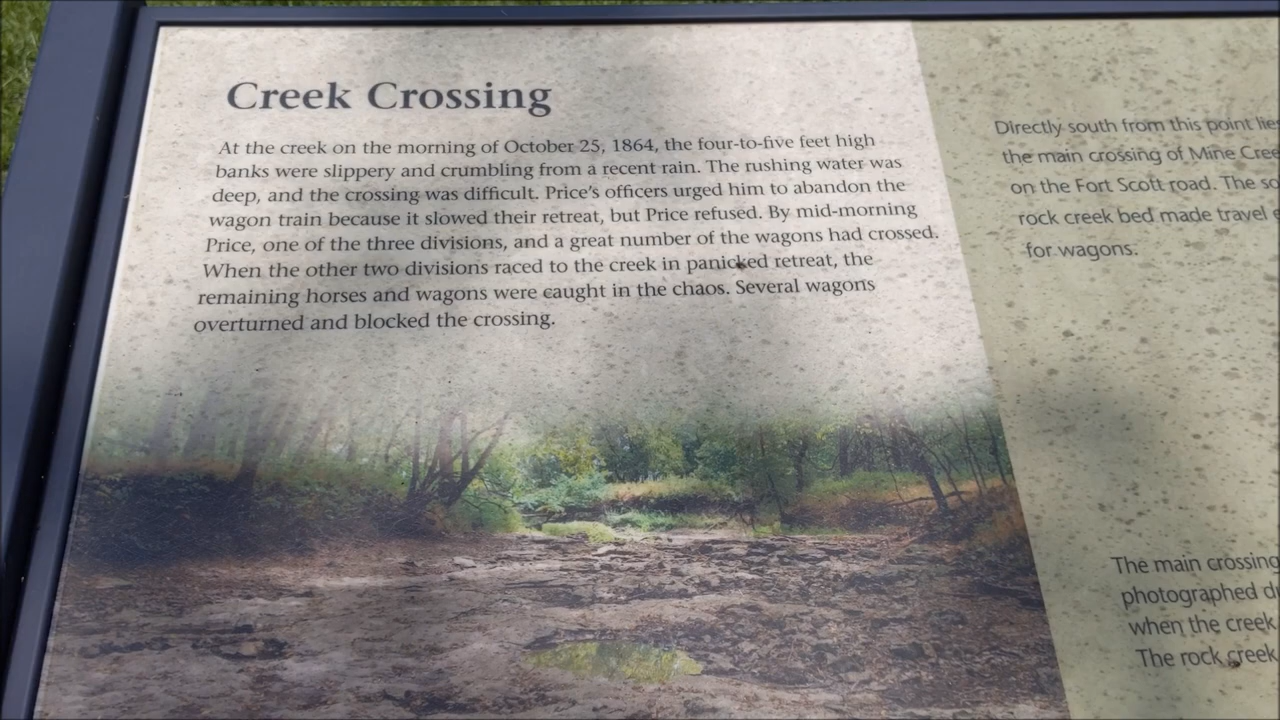 Creek Crossing
At the creek on the morning of October 25, 1864, the four-to-five feet high
banks were slippery and crumbling from a recent rain. The rushing water was
deep, and the crossing was difficult. Price's officers urged him to abandon the
wagon train because it slowed their retreat, but Price refused. By mid-morning
Price, one of the three divisions, and a great number of the wagons had crossed.
When the other two divisions raced to the creek in panicked retreat, the
remaining horses and wagons were caught in the chaos. Several wagons
overturned and blocked the crossing.
Directly south from this point lies
the main crossing of Mine
on the Fort Scott road. The
rock creek bed made travel
for wagons.
The main crossing
photographed
when the creek
The rock creek